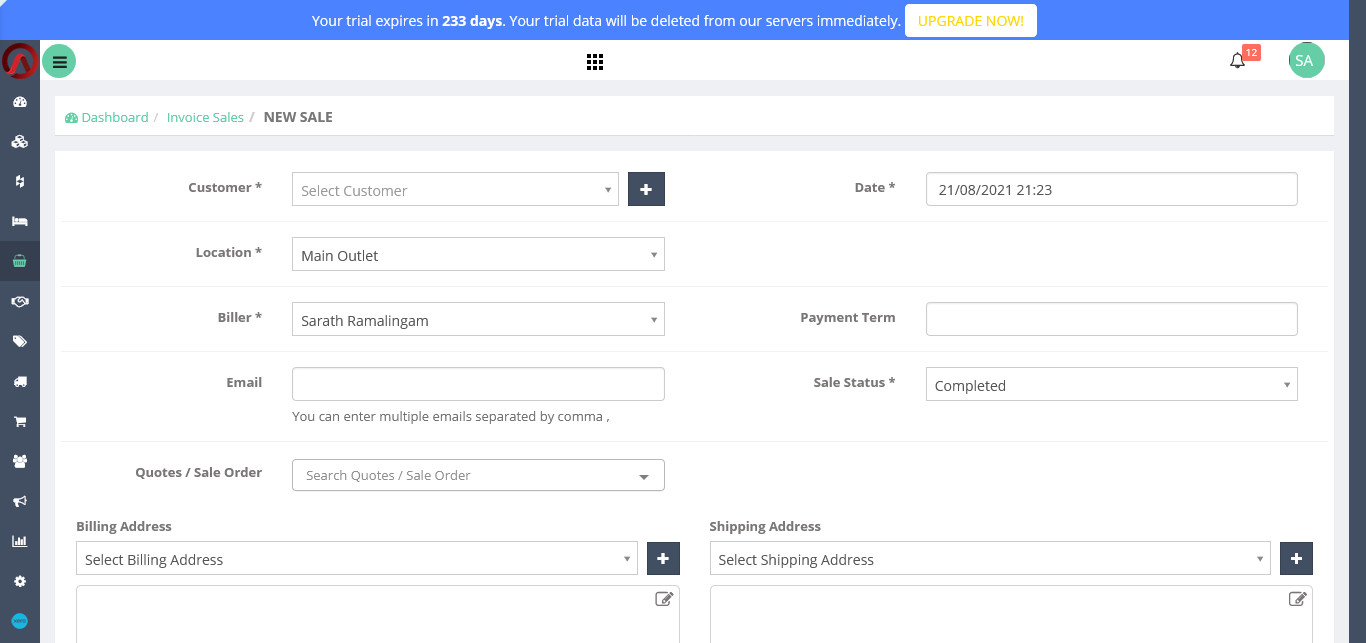 Your trial expires in 233 days. Your trial data will be deleted from our servers immediately. UPGRADE NOW!
12
SA
Dashboard / Invoice Sales / NEW SALE
Customer * Select Customer
Date * 21/08/2021 21:23
Location * Main Outlet
Biller * Sarath Ramalingam
Payment Term
Email
Sale Status * Completed
You can enter multiple emails separated by comma ,
Quotes / Sale Order Search Quotes / Sale Order
Billing Address
Shipping Address
Select Billing Address
Select Shipping Address